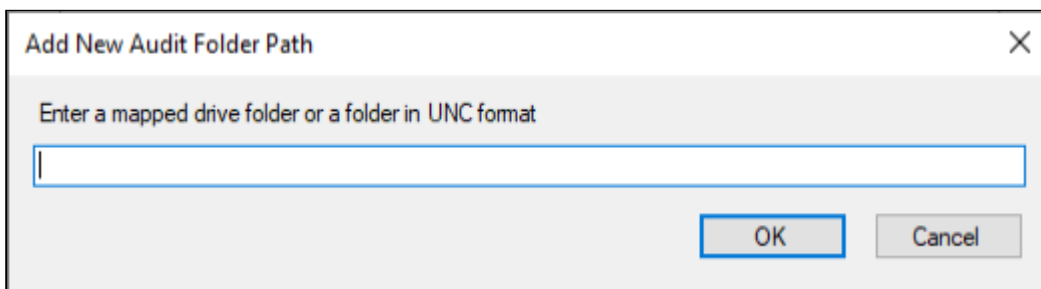 Add New Audit Folder Path
Enter a mapped drive folder or a folder in UNC format
OK
Cancel